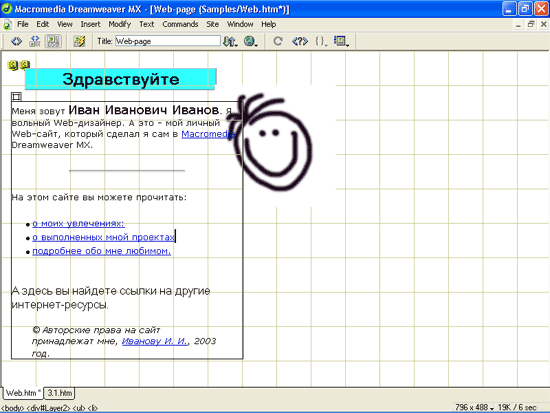 Macromedia Dreamweaver MX - [Web-page (Samples/Web.htm*)]
File Edit View Insert Modify Text Commands Site Window Help
Title: Web-page
Здравствуйте
Меня зовут Иван Иванович Иванов. Я
вольный Web-дизайнер. А это - мой личный
Web-сайт, который сделал я сам в Macromedia
Dreamweaver MX.
На этом сайте вы можете прочитать:
• о моих увлечениях:
• о выполненных мной проектах
• подробнее обо мне любимом.
А здесь вы найдете ссылки на другие
интернет-ресурсы.
© Авторские права на сайт
принадлежат мне, Иванову И. И., 2003
год.
Web.htm* 3.1.htm
<body> <div#Layer2> <ul> <li> 796 x 488 19K / 6 sec